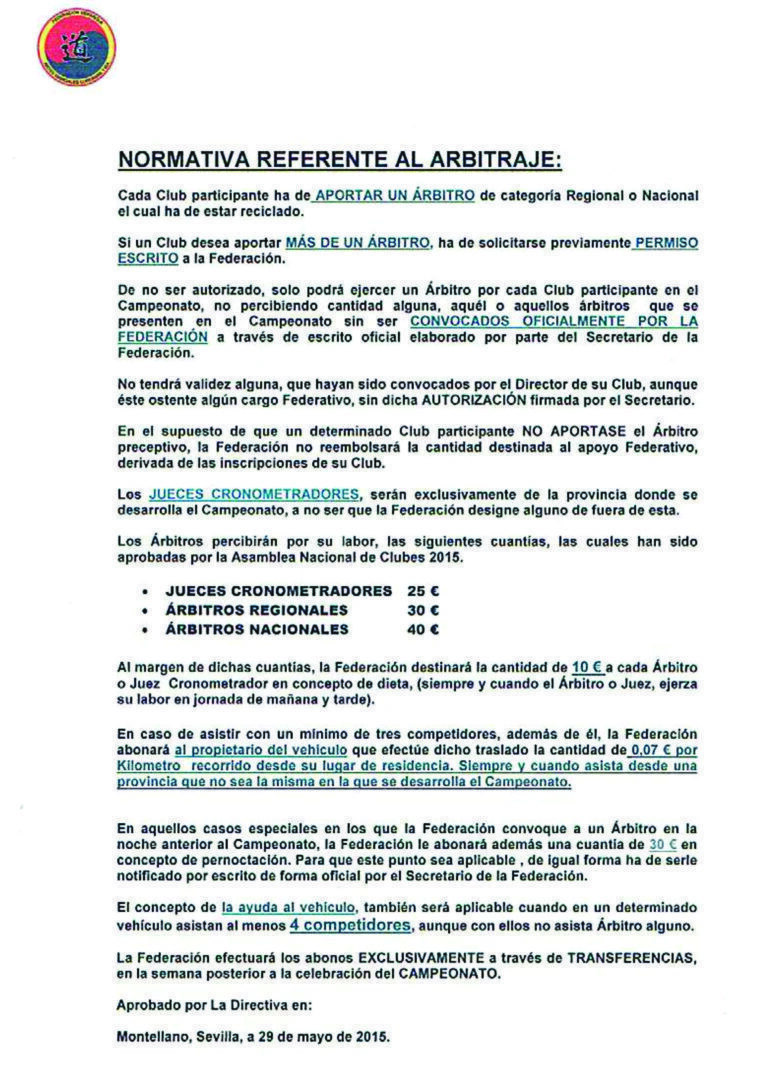 道
NORMATIVA REFERENTE AL ARBITRAJE:
Cada Club participante ha de APORTAR UN ÁRBITRO de categoría Regional o Nacional
el cual ha de estar reciclado.
Si un Club desea aportar MÁS DE UN ÁRBITRO, ha de solicitarse previamente PERMISO
ESCRITO a la Federación.
De no ser autorizado, solo podrá ejercer un Árbitro por cada Club participante en el
Campeonato, no percibiendo cantidad alguna, aquél o aquellos árbitros que se
presenten en el Campeonato sin ser CONVOCADOS OFICIALMENTE POR LA
FEDERACIÓN a través de escrito oficial elaborado por parte del Secretario de la
Federación.
No tendrá validez alguna, que hayan sido convocados por el Director de su Club, aunque
éste ostente algún cargo Federativo, sin dicha AUTORIZACIÓN firmada por el Secretario.
En el supuesto de que un determinado Club participante NO APORTASE el Árbitro
preceptivo, la Federación no reembolsará la cantidad destinada al apoyo Federativo,
derivada de las inscripciones de su Club.
Los JUECES CRONOMETRADORES, serán exclusivamente de la provincia donde se
desarrolla el Campeonato, a no ser que la Federación designe alguno de fuera de esta.
Los Árbitros percibirán por su labor, las siguientes cuantías, las cuales han sido
aprobadas por la Asamblea Nacional de Clubes 2015.
• JUECES CRONOMETRADORES 25 €
• ÁRBITROS REGIONALES 30 €
• ÁRBITROS NACIONALES 40 €
Al margen de dichas cuantías, la Federación destinará la cantidad de 10 € a cada Árbitro
o Juez Cronometrador en concepto de dieta, (siempre y cuando el Árbitro o Juez, ejerza
su labor en jornada de mañana y tarde).
En caso de asistir con un mínimo de tres competidores, además de él, la Federación
abonará al propietario del vehiculo que efectúe dicho traslado la cantidad de 0,07 € por
Kilometro recorrido desde su lugar de residencia. Siempre y cuando asista desde una
provincia que no sea la misma en la que se desarrolla el Campeonato.
En aquellos casos especiales en los que la Federación convoque a un Árbitro en la
noche anterior al Campeonato, la Federación le abonará además una cuantía de 30 € en
concepto de pernoctación. Para que este punto sea aplicable , de igual forma ha de serle
notificado por escrito de forma oficial por el Secretario de la Federación.
El concepto de la ayuda al vehiculo, también será aplicable cuando en un determinado
vehículo asistan al menos 4 competidores, aunque con ellos no asista Árbitro alguno.
La Federación efectuará los abonos EXCLUSIVAMENTE a través de TRANSFERENCIAS,
en la semana posterior a la celebración del CAMPEONATO.
Aprobado por La Directiva en:
Montellano, Sevilla, a 29 de mayo de 2015.